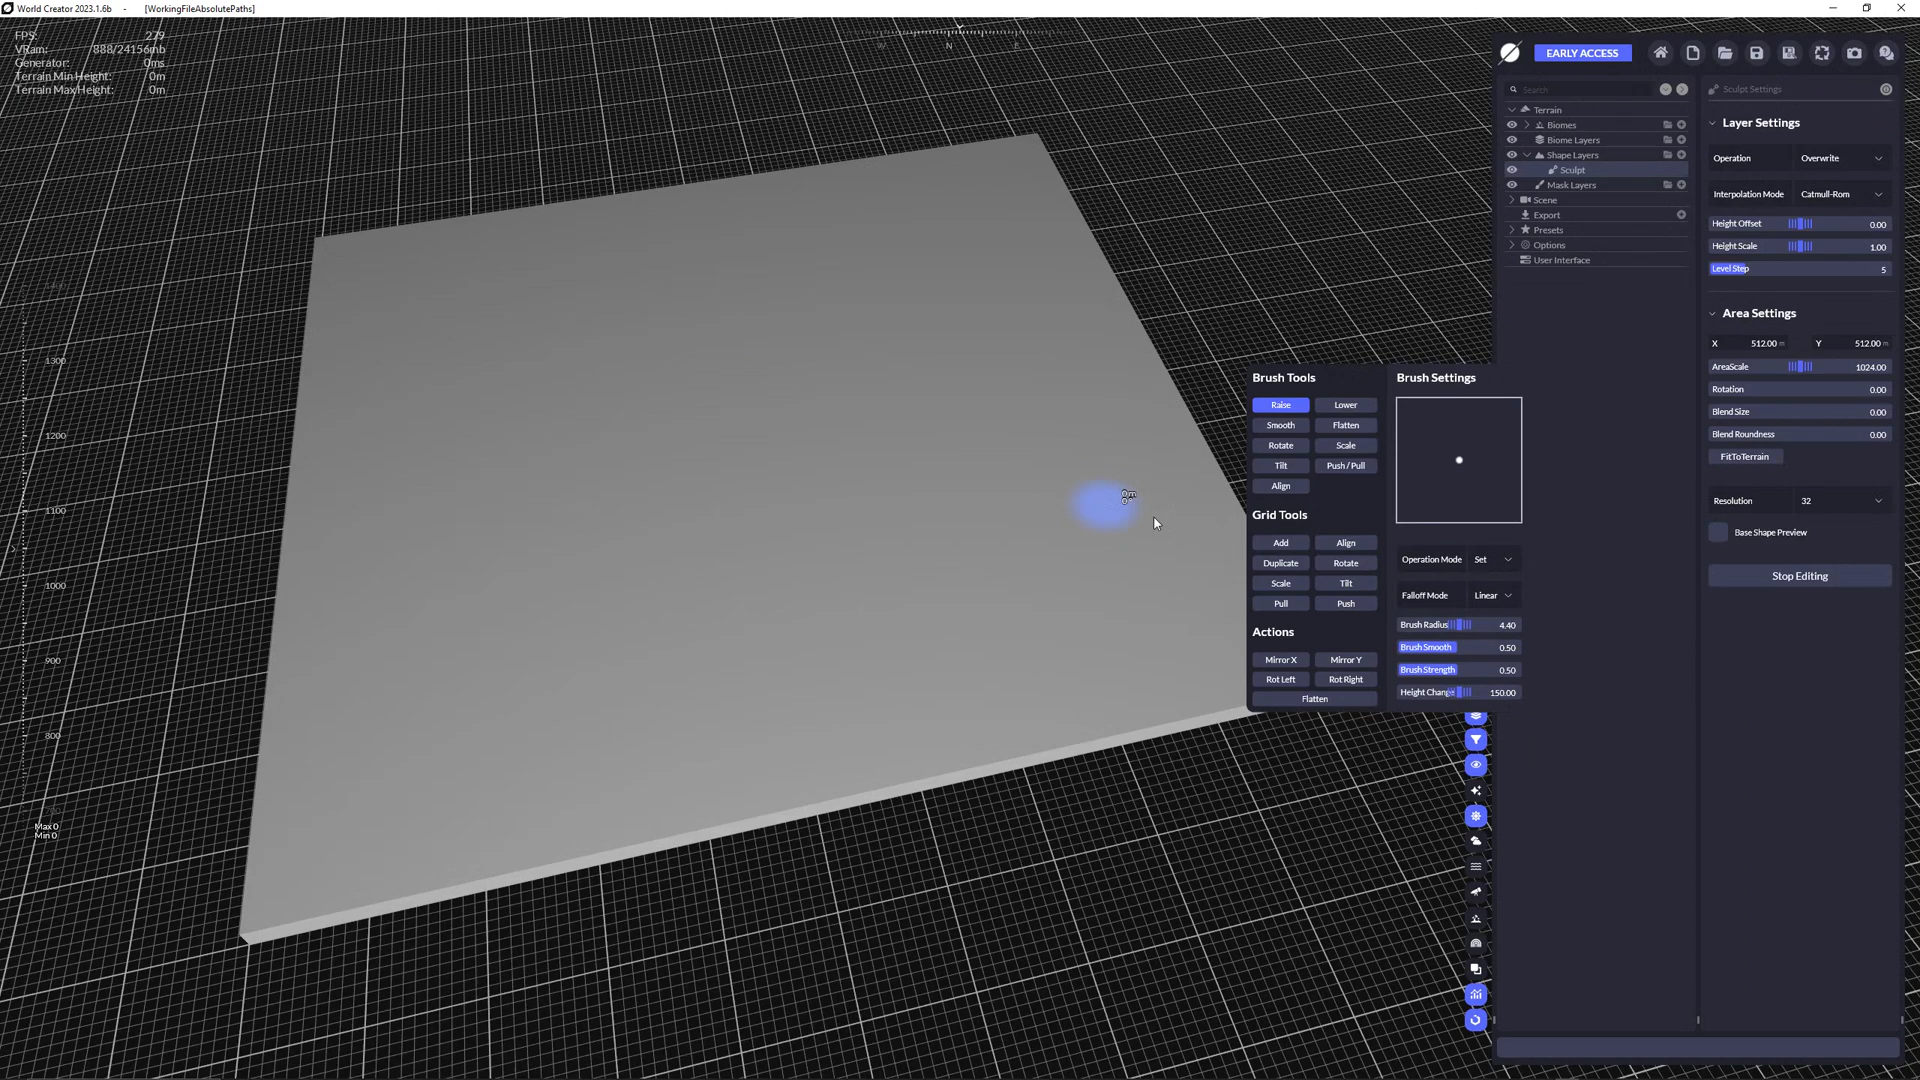 World Creator 2023.1.6b - [WorkingFileAbsolutePaths]
FPS: 279
VRam: 888/24156mb
Generator: 0ms
Terrain Min Height: 0m
Terrain Max Height: 0m
W N E
1300
1200
1100
1000
900
800
Max 0
Min 0
0m
0°
EARLY ACCESS
Search
Terrain
Biomes
Biome Layers
Shape Layers
Sculpt
Mask Layers
Scene
Export
Presets
Options
User Interface
Sculpt Settings
Layer Settings
Operation Overwrite
Interpolation Mode Catmull-Rom
Height Offset 0.00
Height Scale 1.00
Level Step 5
Area Settings
X 512.00 m Y 512.00 m
AreaScale 1024.00
Rotation 0.00
Blend Size 0.00
Blend Roundness 0.00
FitToTerrain
Resolution 32
Base Shape Preview
Stop Editing
Brush Tools
Raise Lower
Smooth Flatten
Rotate Scale
Tilt Push / Pull
Align
Grid Tools
Add Align
Duplicate Rotate
Scale Tilt
Pull Push
Actions
Mirror X Mirror Y
Rot Left Rot Right
Flatten
Brush Settings
Operation Mode Set
Falloff Mode Linear
Brush Radius 4.40
Brush Smooth 0.50
Brush Strength 0.50
Height Change 150.00